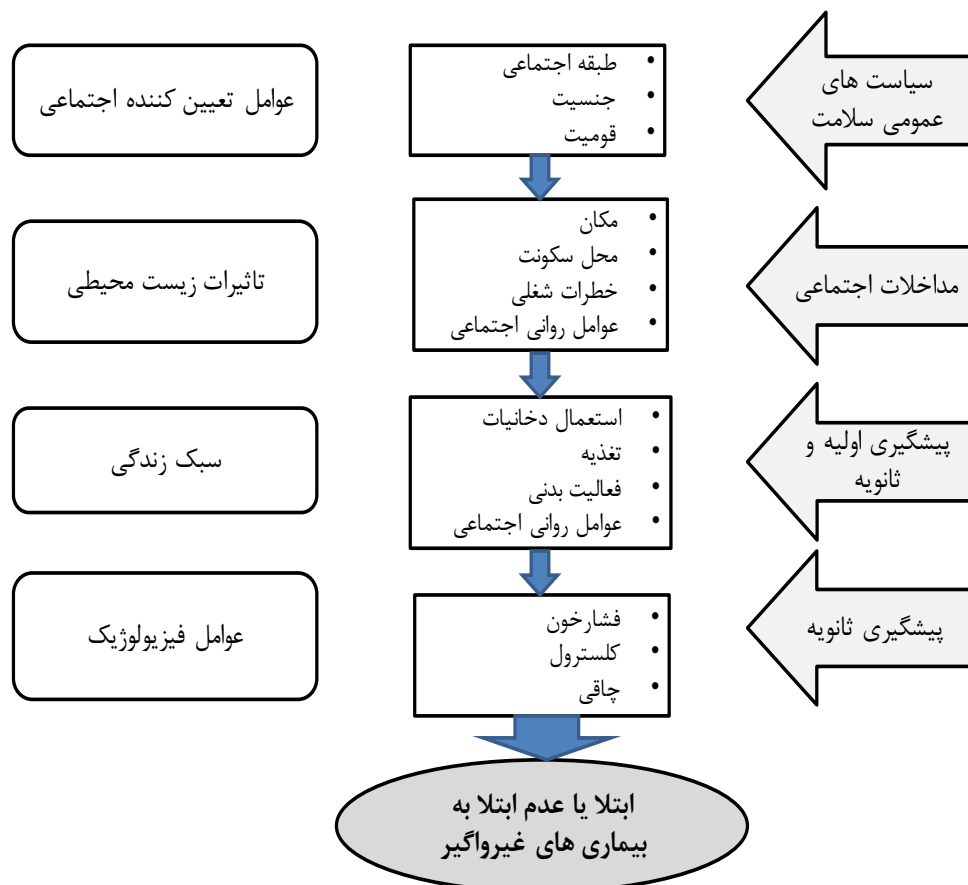 سیاست های
عمومی سلامت
• طبقه اجتماعی
• جنسیت
• قومیت
عوامل تعیین کننده اجتماعی
مداخلات اجتماعی
• مکان
• محل سکونت
• خطرات شغلی
• عوامل روانی اجتماعی
تاثیرات زیست محیطی
پیشگیری اولیه و
ثانویه
• استعمال دخانیات
• تغذیه
• فعالیت بدنی
• عوامل روانی اجتماعی
سبک زندگی
پیشگیری ثانویه
• فشارخون
• کلسترول
• چاقی
عوامل فیزیولوژیک
ابتلا یا عدم ابتلا به
بیماری های غیرواگیر